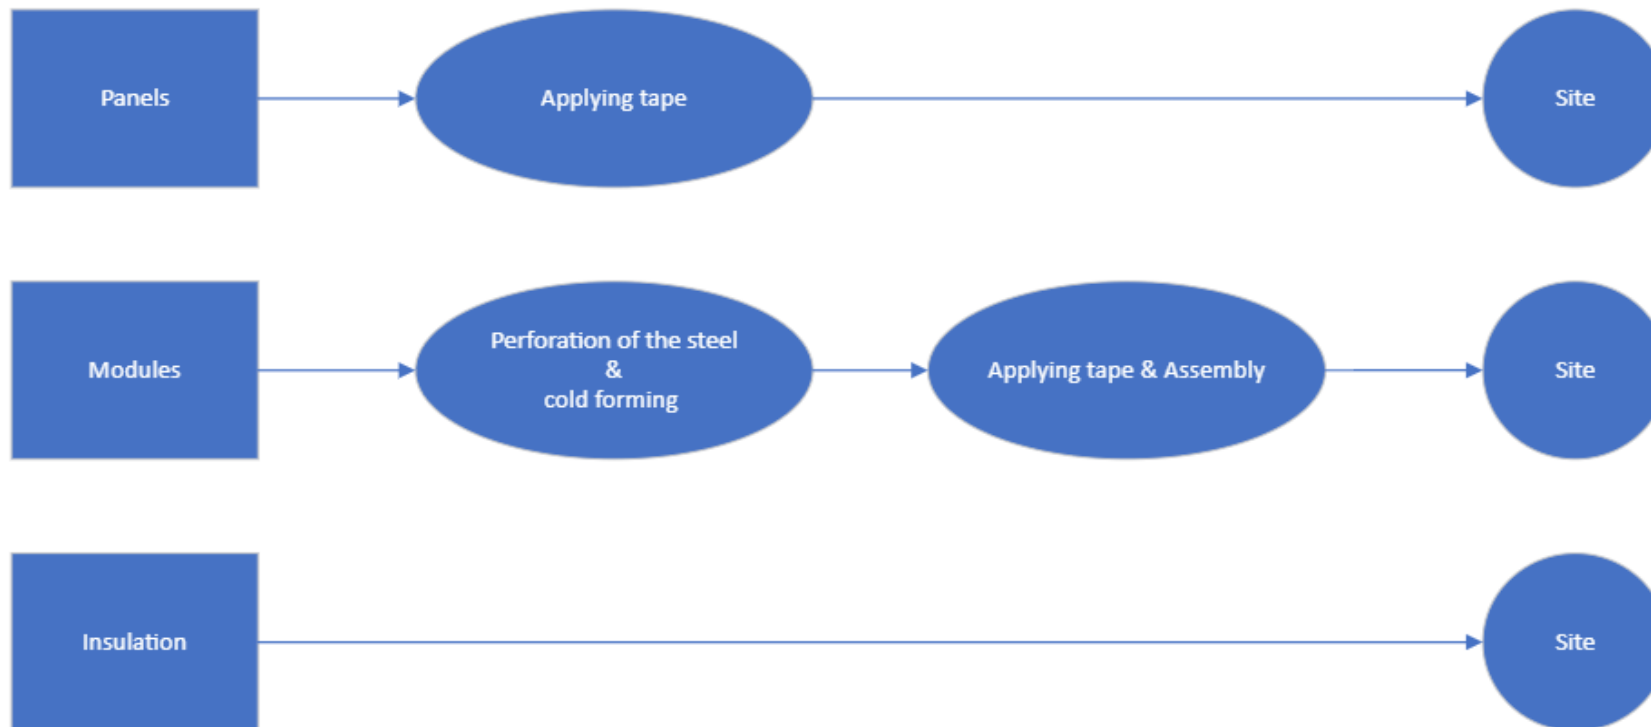 Panels
Applying tape
Site
Modules
Perforation of the steel
&
cold forming
Applying tape & Assembly
Site
Insulation
Site